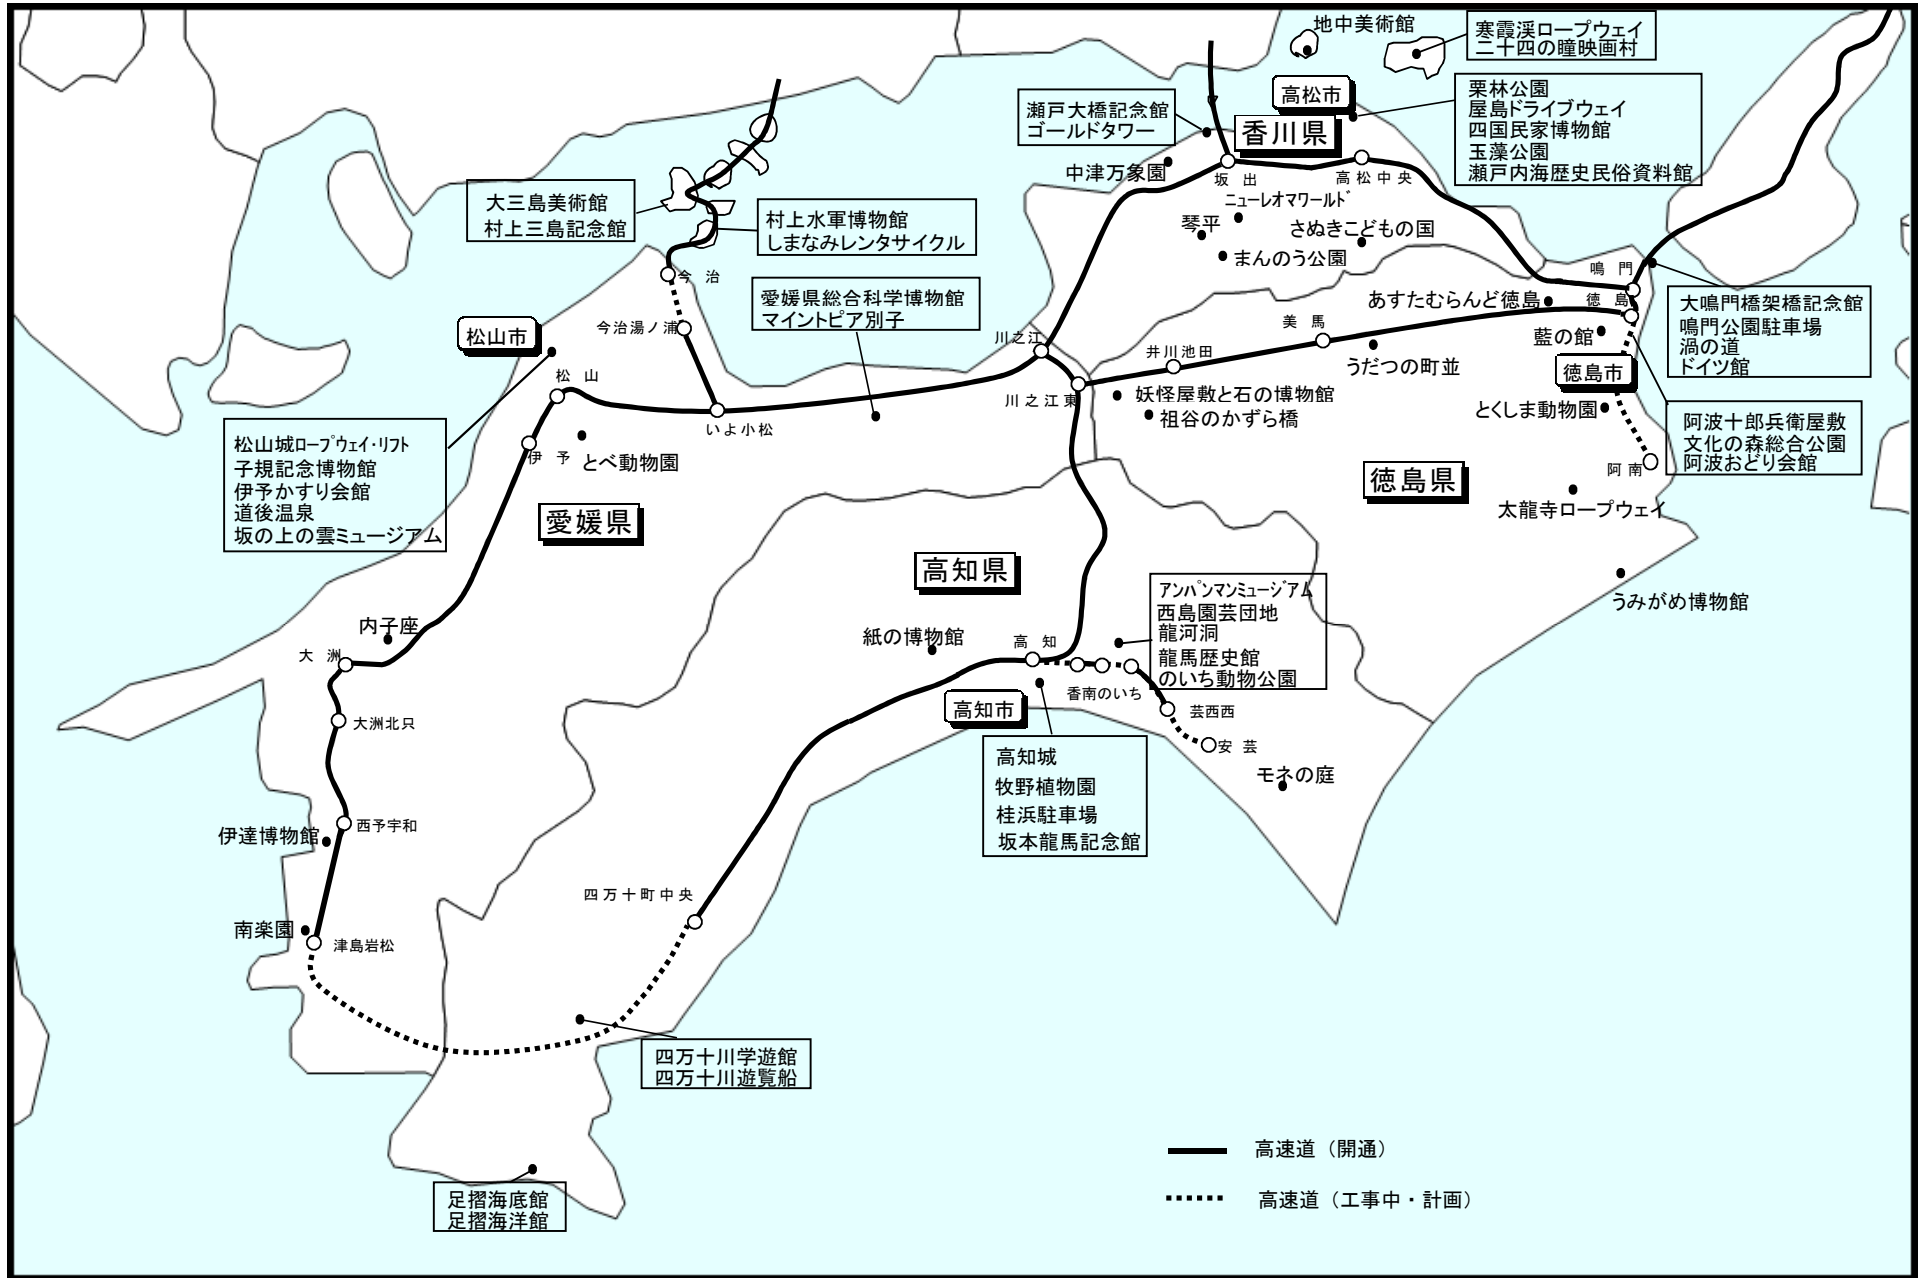 地中美術館
寒霞渓ロープウェイ
二十四の瞳映画村
高松市
栗林公園
屋島ドライブウェイ
四国民家博物館
玉藻公園
瀬戸内海歴史民俗資料館
瀬戸大橋記念館
ゴールドタワー
香川県
中津万象園
坂出
高松中央
ニューレオマワールド
琴平
さぬきこどもの国
まんのう公園
大三島美術館
村上三島記念館
村上水軍博物館
しまなみレンタサイクル
今治
今治湯ノ浦
愛媛県総合科学博物館
マイントピア別子
鳴門
徳島
あすたむらんど徳島
大鳴門橋架橋記念館
鳴門公園駐車場
渦の道
ドイツ館
松山市
川之江
美馬
井川池田
藍の館
うだつの町並
徳島市
松山
川之江東
妖怪屋敷と石の博物館
祖谷のかずら橋
とくしま動物園
阿波十郎兵衛屋敷
文化の森総合公園
阿波おどり会館
いよ小松
伊予
とべ動物園
松山城ロープウェイ・リフト
子規記念博物館
伊予かすり会館
道後温泉
坂の上の雲ミュージアム
阿南
徳島県
太龍寺ロープウェイ
愛媛県
高知県
うみがめ博物館
アンパンマンミュージアム
西島園芸団地
龍河洞
龍馬歴史館
のいち動物公園
内子座
大洲
紙の博物館
高知
香南のいち
高知市
芸西西
安芸
大洲北只
高知城
牧野植物園
桂浜駐車場
坂本龍馬記念館
モネの庭
西予宇和
伊達博物館
四万十町中央
南楽園
津島岩松
四万十川学遊館
四万十川遊覧船
足摺海底館
足摺海洋館
高速道（開通）
高速道（工事中・計画）